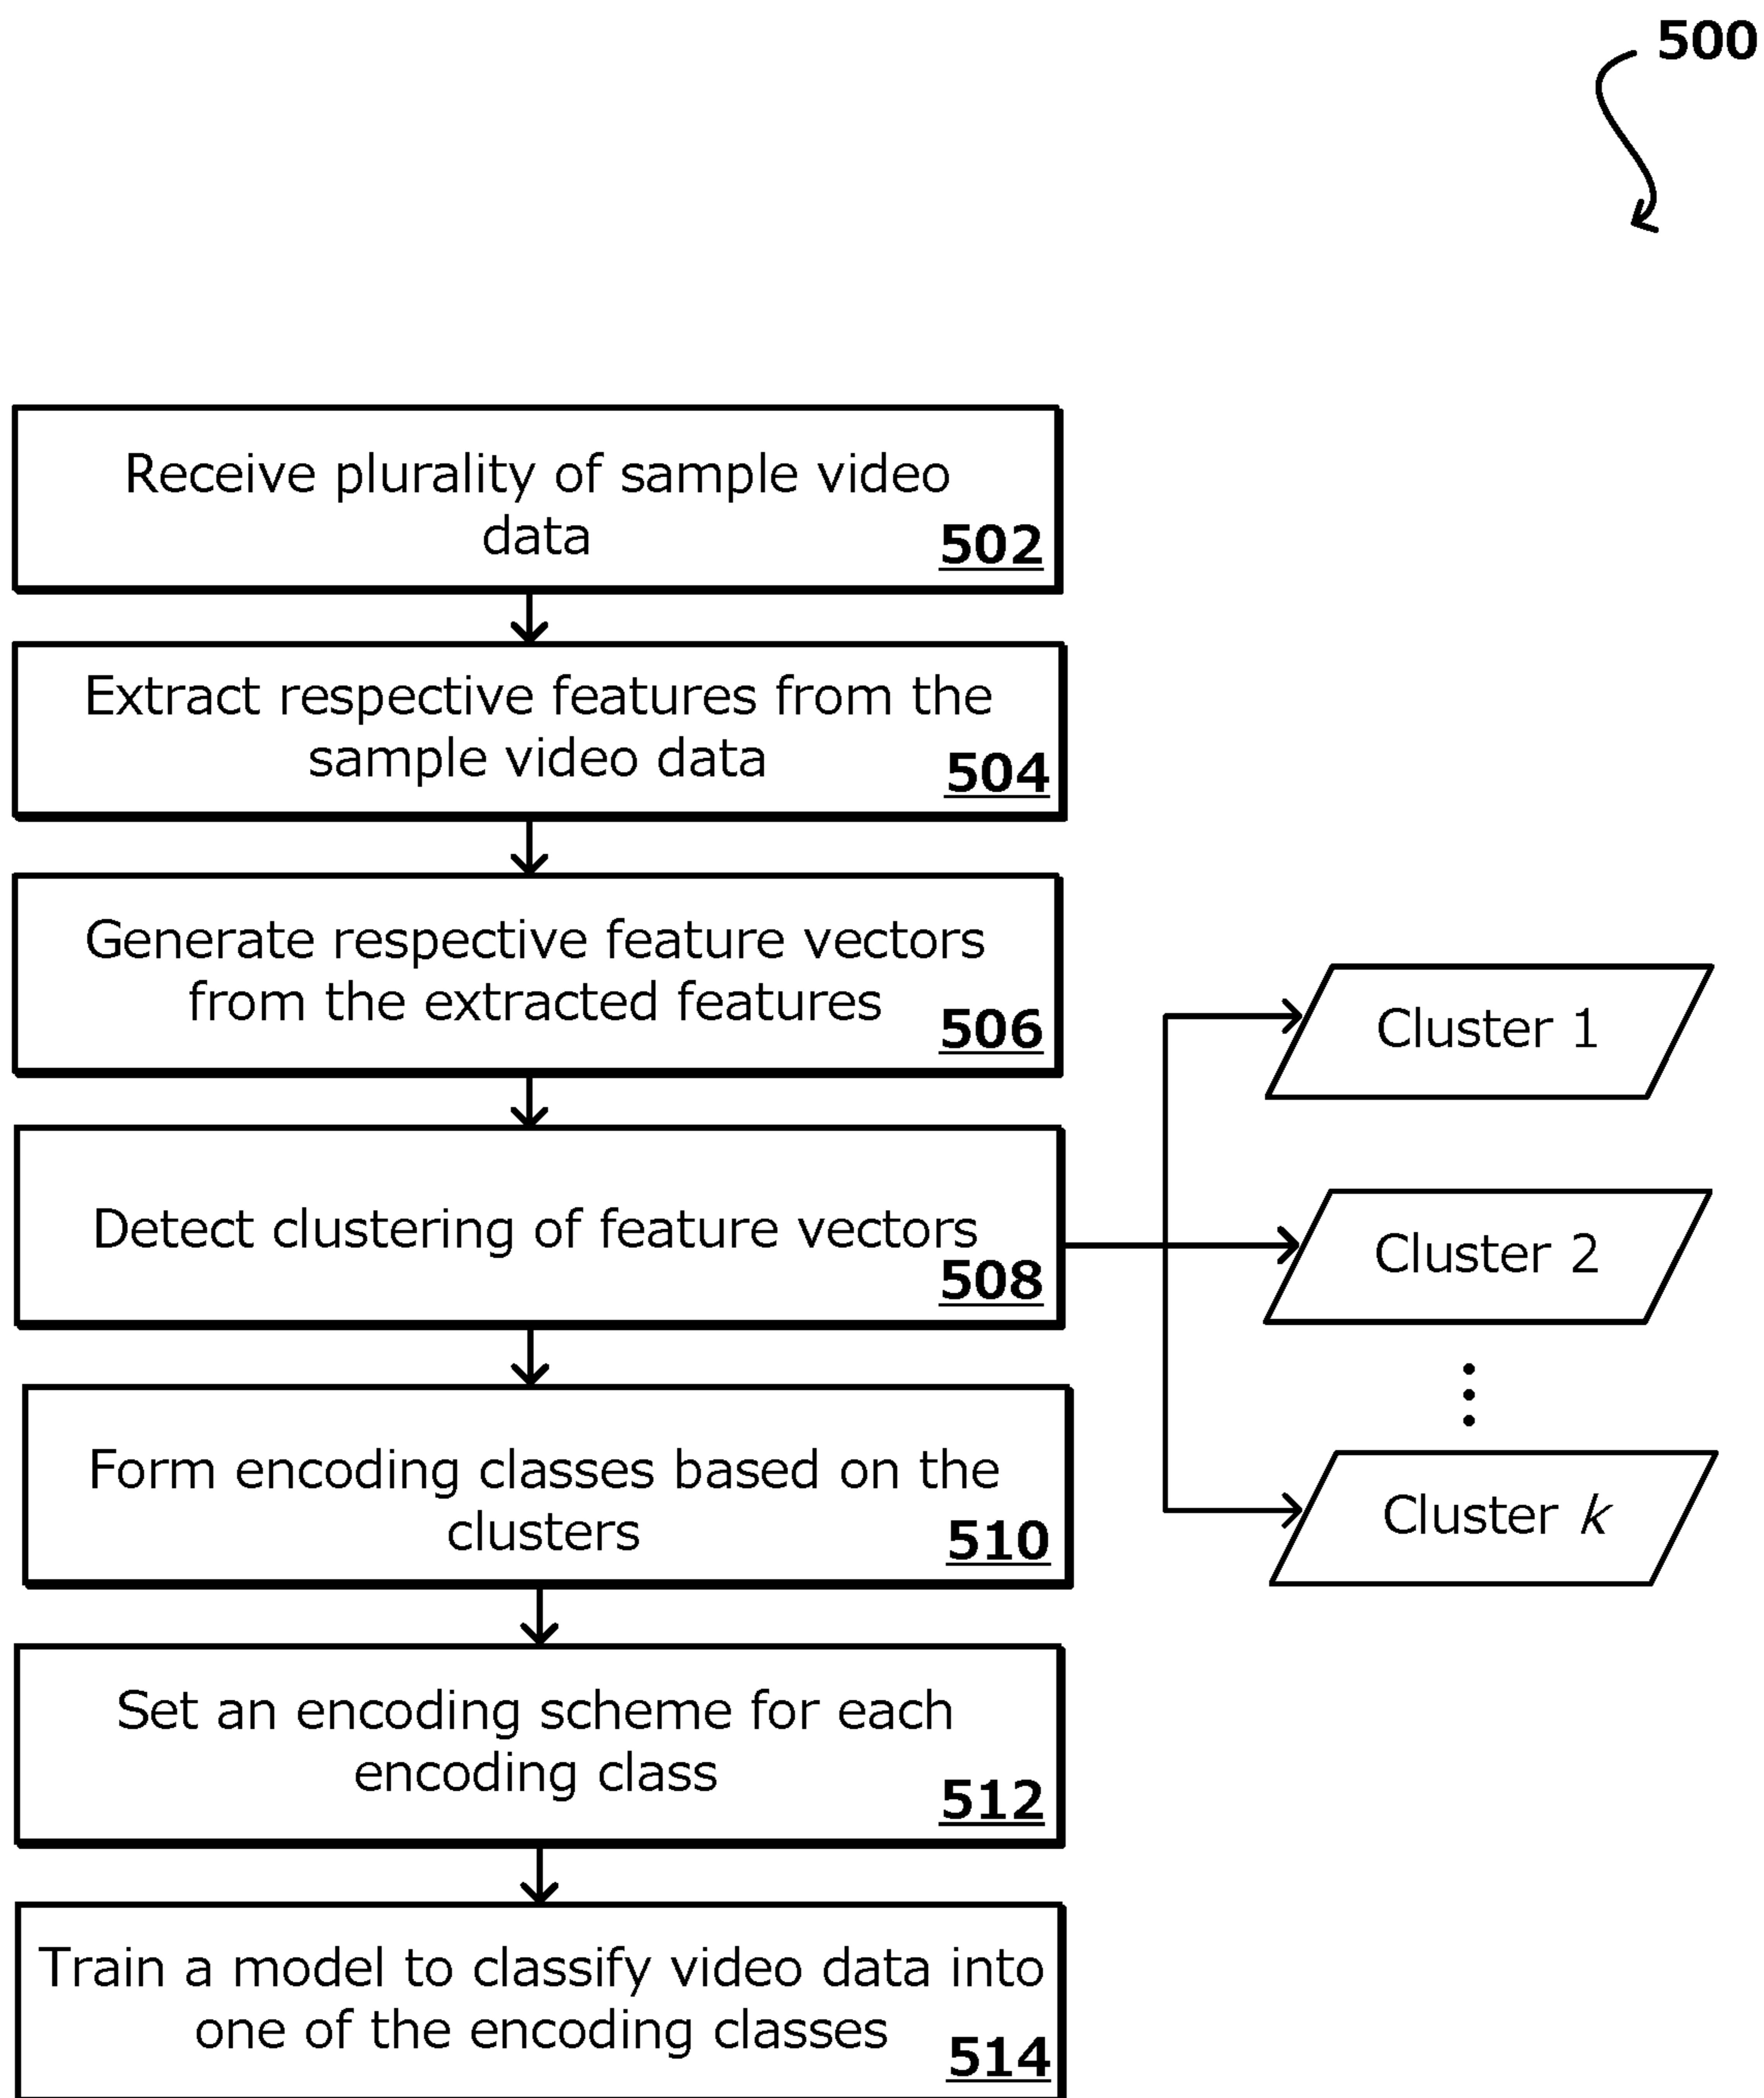 500
Receive plurality of sample video
data
502
Extract respective features from the
sample video data
504
Generate respective feature vectors
from the extracted features
506
Detect clustering of feature vectors
508
Cluster 1
Cluster 2
Cluster k
Form encoding classes based on the
clusters
510
Set an encoding scheme for each
encoding class
512
Train a model to classify video data into
one of the encoding classes
514